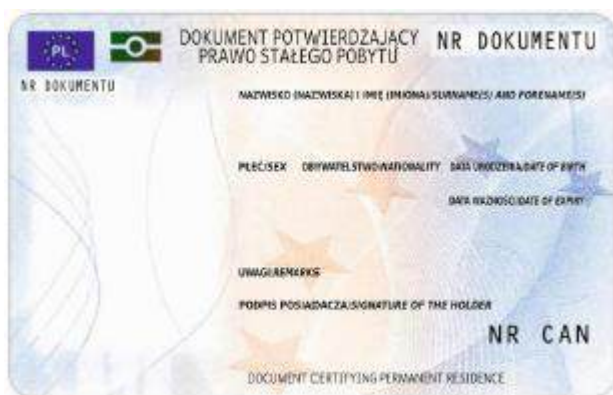 PL
DOKUMENT POTWIERDZAJĄCY
PRAWO STAŁEGO POBYTU
NR DOKUMENTU
NR DOKUMENTU
NAZWISKO (NAZWISKA) I IMIĘ (IMIONA)/SURNAME(S) AND FORENAME(S)
PŁEĆ/SEX OBYWATELSTWO/NATIONALITY DATA URODZENIA/DATE OF BIRTH
DATA WAŻNOŚCI/DATE OF EXPIRY
UWAGI/REMARKS
PODPIS POSIADACZA/SIGNATURE OF THE HOLDER
NR CAN
DOCUMENT CERTIFYING PERMANENT RESIDENCE